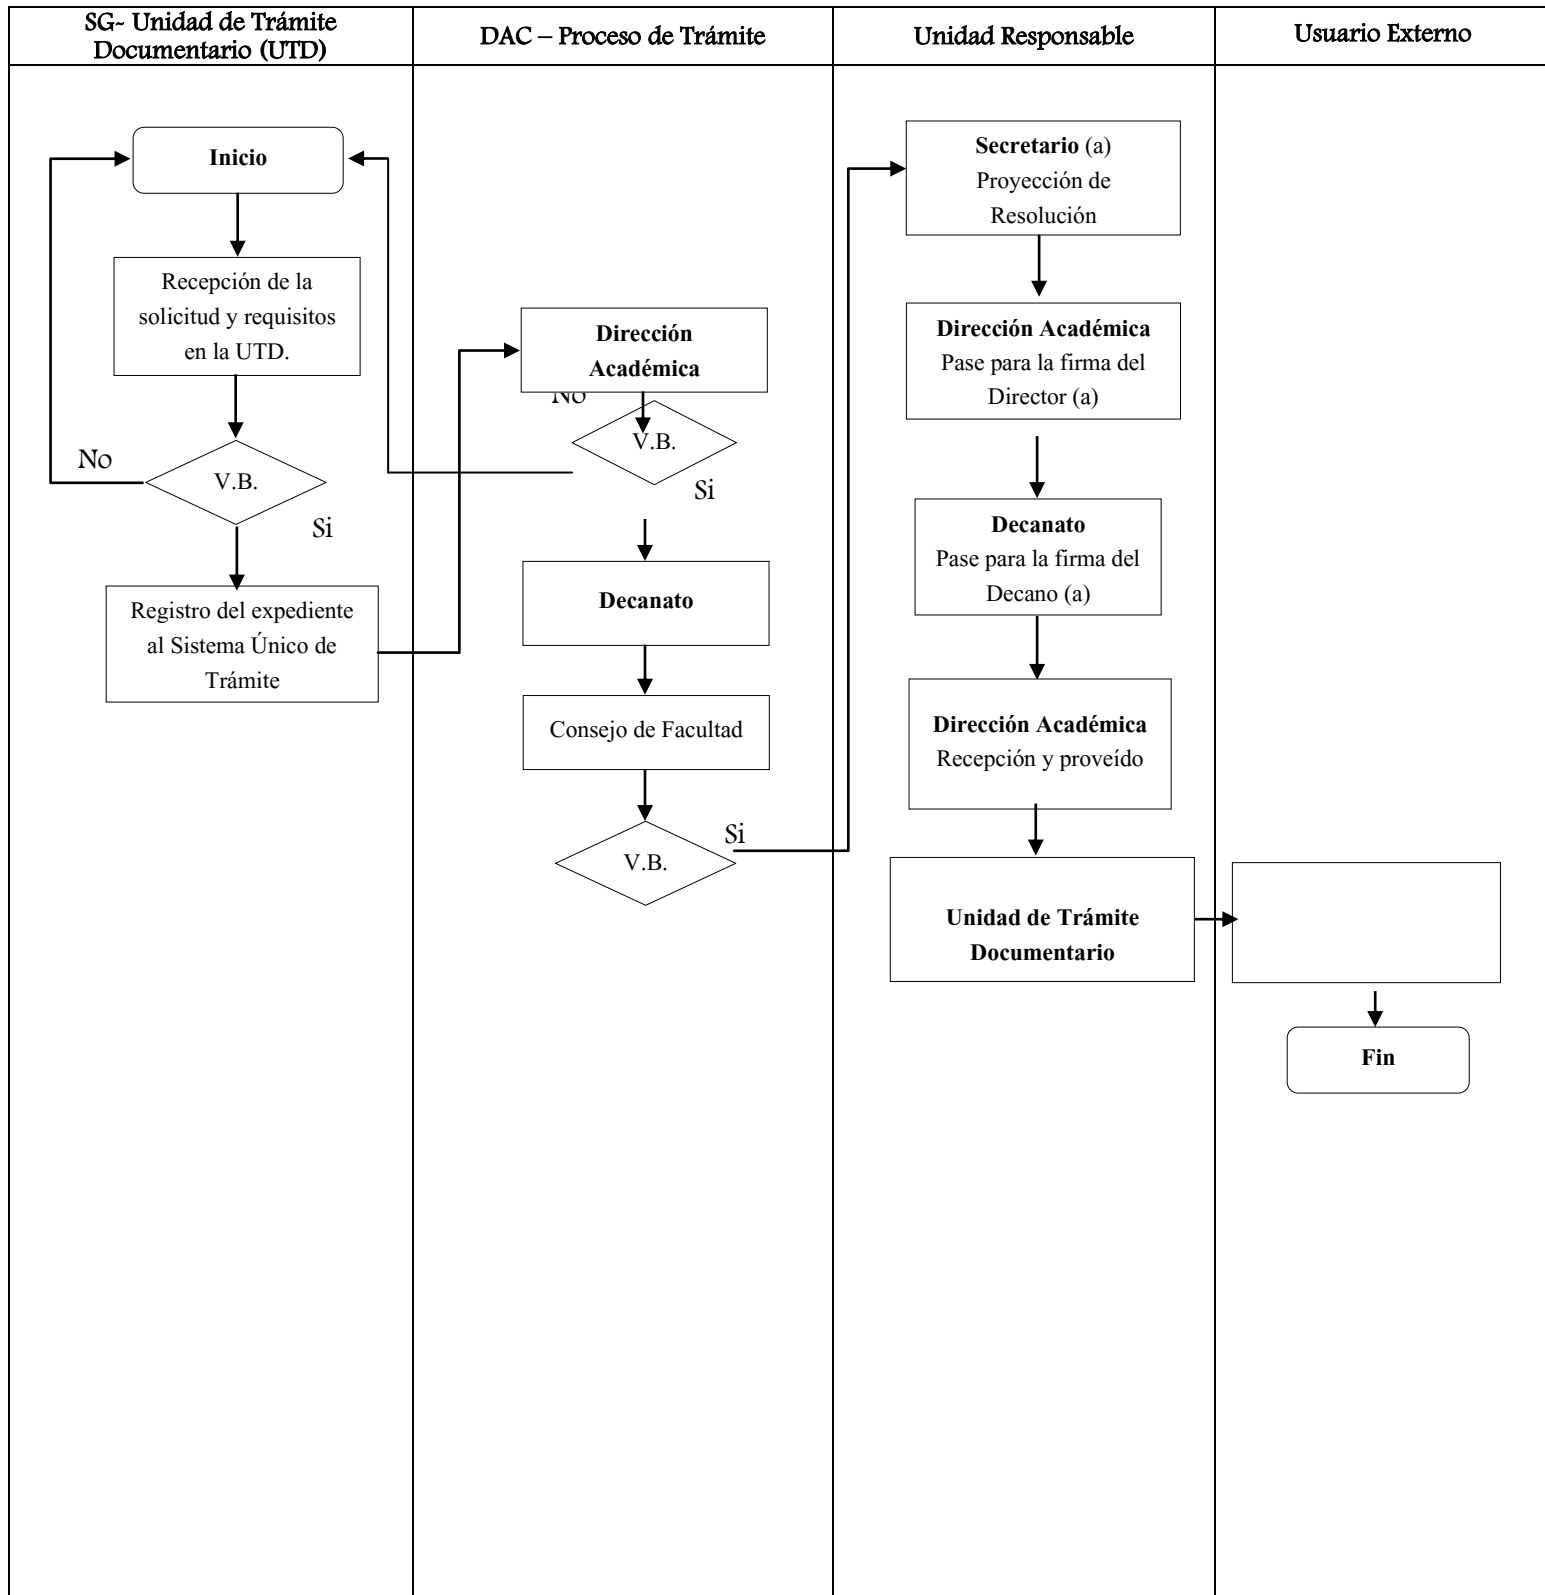 SG- Unidad de Trámite
Documentario (UTD)
DAC – Proceso de Trámite
Unidad Responsable
Usuario Externo
Inicio
Recepción de la
solicitud y requisitos
en la UTD.
No
V.B.
Si
Registro del expediente
al Sistema Único de
Trámite
Dirección
Académica
No
V.B.
Si
Decanato
Consejo de Facultad
V.B.
Si
Secretario (a)
Proyección de
Resolución
Dirección Académica
Pase para la firma del
Director (a)
Decanato
Pase para la firma del
Decano (a)
Dirección Académica
Recepción y proveído
Unidad de Trámite
Documentario
Fin